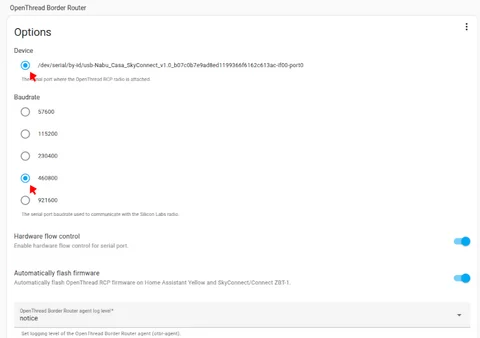 OpenThread Border Router
Options
Device
/dev/serial/by-id/usb-Nabu_Casa_SkyConnect_v1.0_b07c0b7e9ad8ed1199366f6162c613ac-if00-port0
The serial port where the OpenThread RCP radio is attached.
Baudrate
57600
115200
230400
460800
921600
The serial port baudrate used to communicate with the Silicon Labs radio.
Hardware flow control
Enable hardware flow control for serial port.
Automatically flash firmware
Automatically flash OpenThread RCP firmware on Home Assistant Yellow and SkyConnect/Connect ZBT-1.
OpenThread Border Router agent log level*
notice
Set logging level of the OpenThread Border Router agent (otbr-agent).